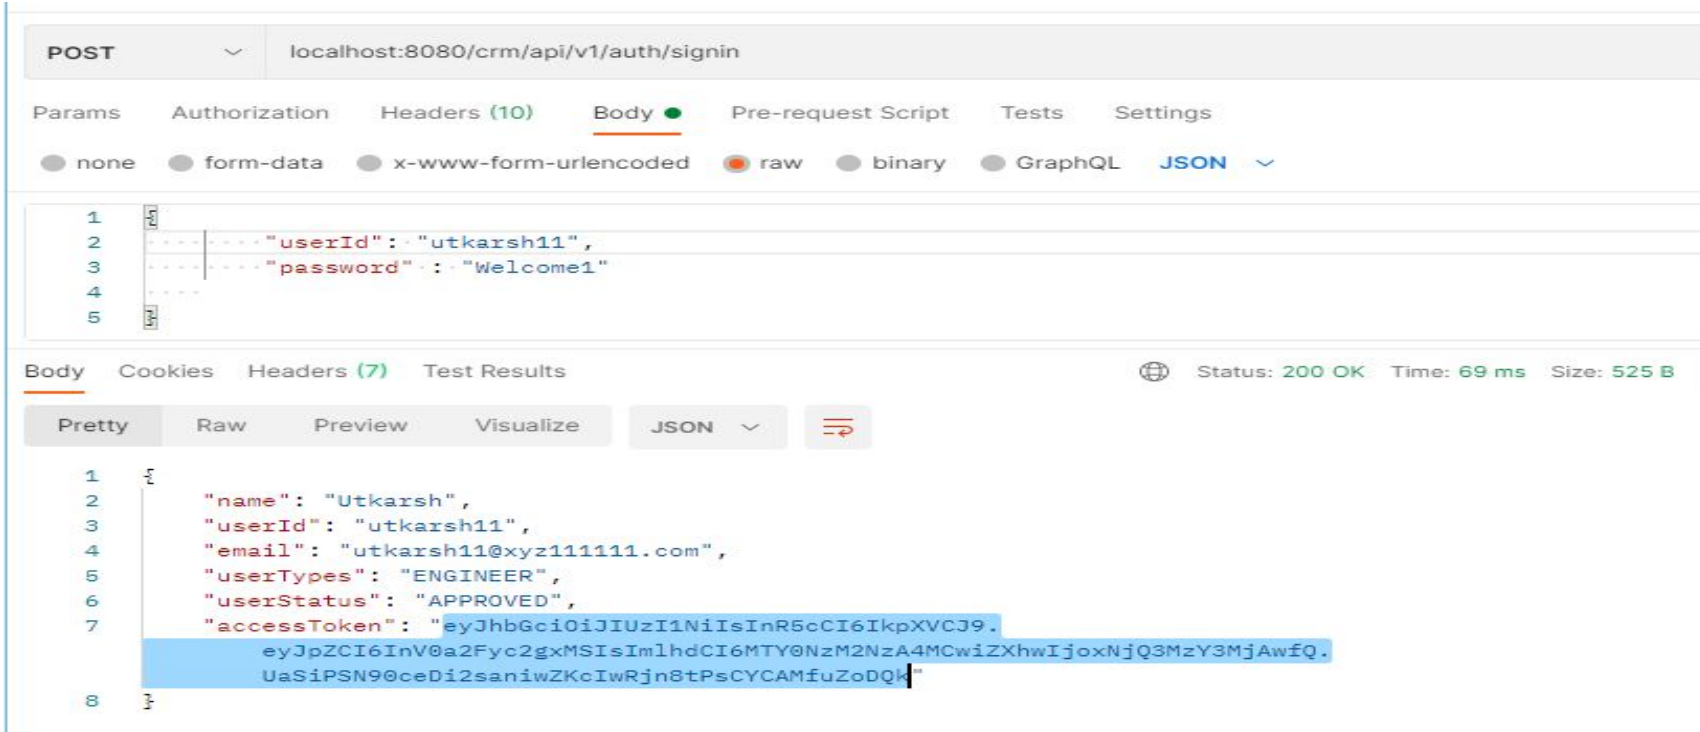 POST localhost:8080/crm/api/v1/auth/signin
Params Authorization Headers (10) Body Pre-request Script Tests Settings
none form-data x-www-form-urlencoded raw binary GraphQL JSON
1 {
2 "userId": "utkarsh11",
3 "password" : "Welcome1"
4
5 }
Body Cookies Headers (7) Test Results Status: 200 OK Time: 69 ms Size: 525 B
Pretty Raw Preview Visualize JSON
1 {
2 "name": "Utkarsh",
3 "userId": "utkarsh11",
4 "email": "utkarsh11@xyz111111.com",
5 "userTypes": "ENGINEER",
6 "userStatus": "APPROVED",
7 "accessToken": "eyJhbGciOiJIUzI1NiIsInR5cCI6IkpXVCJ9.
eyJpZCI6InV0a2Fyc2gxMSIsImlhdCI6MTY0NzM2NzA4MCwiZXhwIjoxNjQ3MzY3MjAwfQ.
UaSiPSN90ceDi2saniwZKcIwRjn8tPsCYCAMfuZoDQk"
8 }